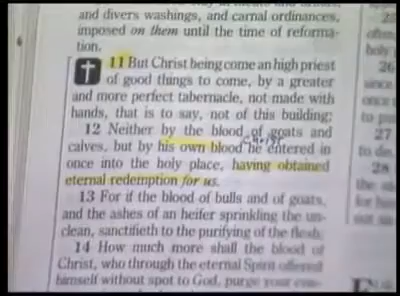 and divers washings, and carnal ordinances,
imposed on them until the time of reforma-
tion.
11 But Christ being come an high priest
of good things to come, by a greater
and more perfect tabernacle, not made with
hands, that is to say, not of this building;
12 Neither by the blood of goats and
calves, but by his own blood he entered in
once into the holy place, having obtained
eternal redemption for us.
13 For if the blood of bulls and of goats,
and the ashes of an heifer sprinkling the un-
clean, sanctifieth to the purifying of the flesh:
14 How much more shall the blood of
Christ, who through the eternal Spirit offered
himself without spot to God, purge your con-
26
27
28